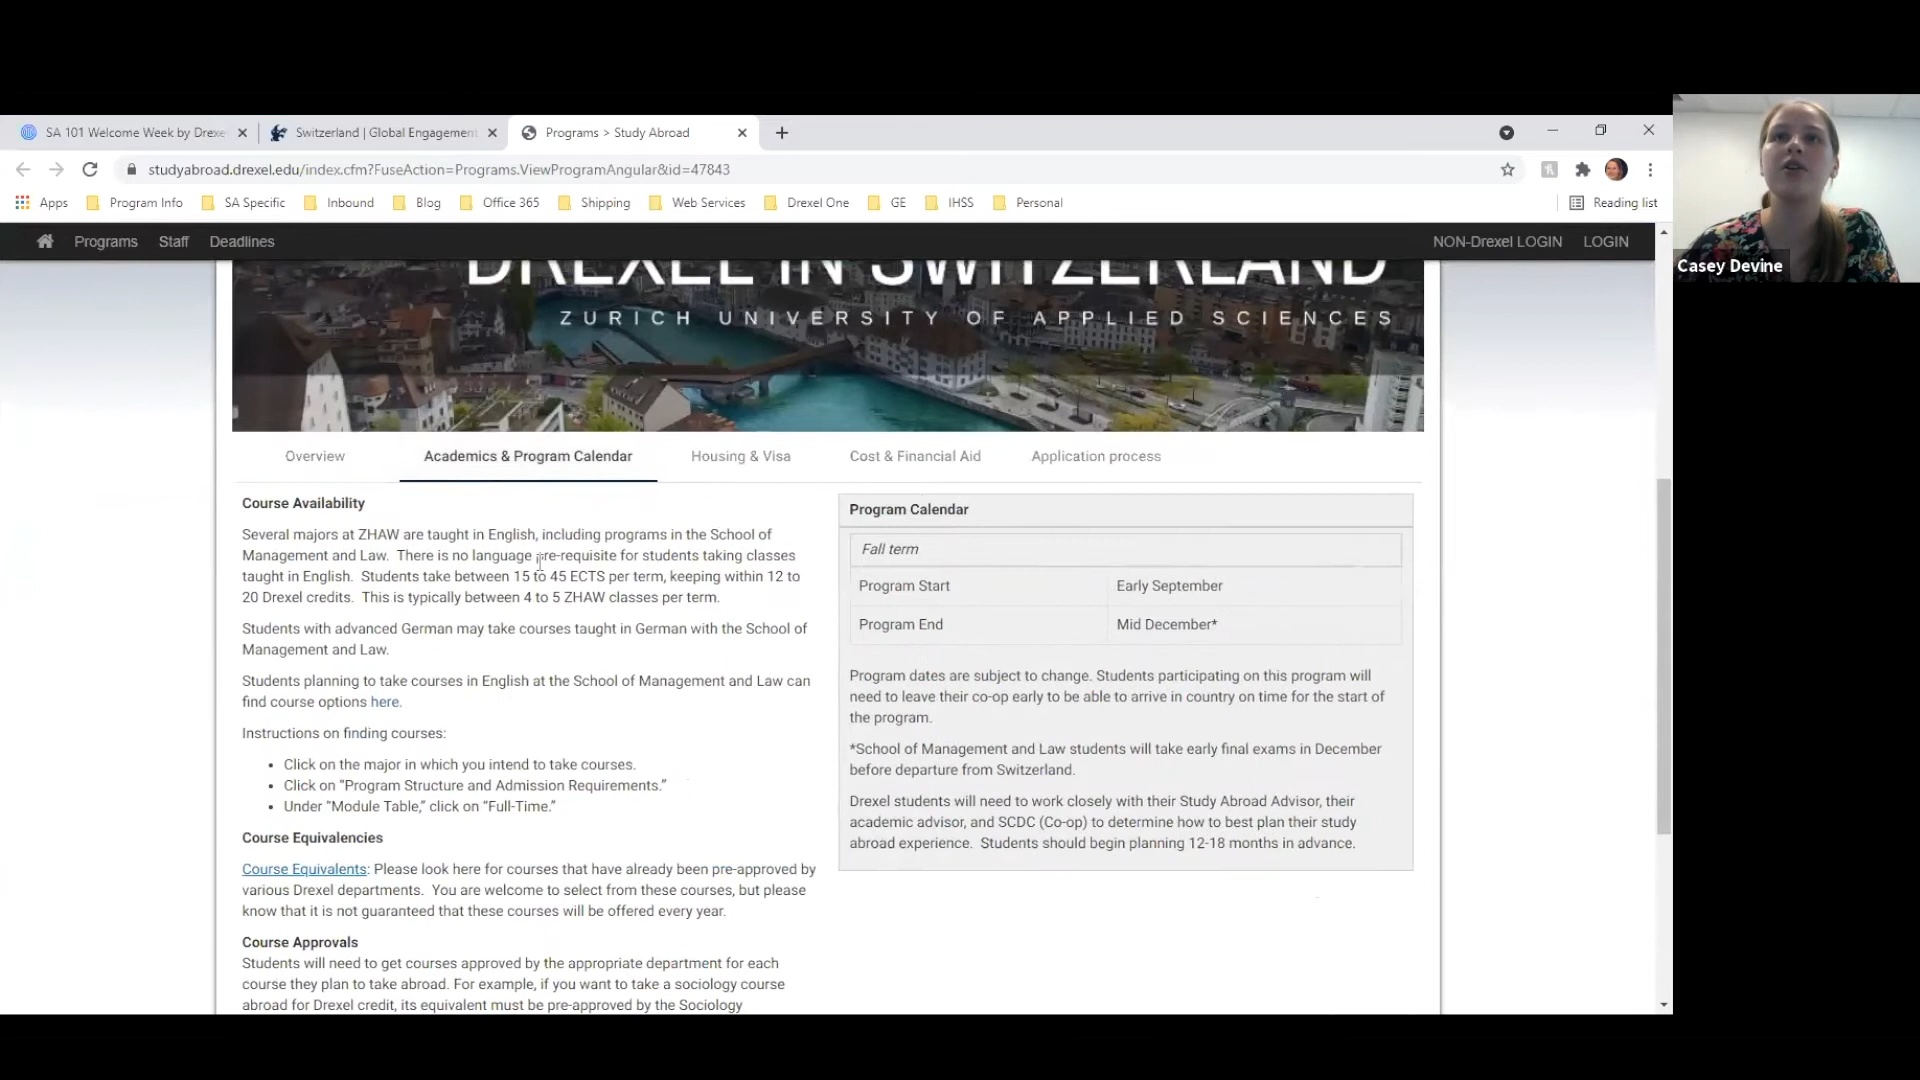 SA 101 Welcome Week by Drexe
Switzerland | Global Engagement
Programs > Study Abroad
studyabroad.drexel.edu/index.cfm?FuseAction=Programs.ViewProgramAngular&id=47843
Apps
Program Info
SA Specific
Inbound
Blog
Office 365
Shipping
Web Services
Drexel One
GE
IHSS
Personal
Reading list
Programs
Staff
Deadlines
NON-Drexel LOGIN
LOGIN
Casey Devine
DREXEL IN SWITZERLAND
ZURICH UNIVERSITY OF APPLIED SCIENCES
Overview
Academics & Program Calendar
Housing & Visa
Cost & Financial Aid
Application process
Course Availability
Several majors at ZHAW are taught in English, including programs in the School of
Management and Law.  There is no language pre-requisite for students taking classes
taught in English.  Students take between 15 to 45 ECTS per term, keeping within 12 to
20 Drexel credits.  This is typically between 4 to 5 ZHAW classes per term.
Students with advanced German may take courses taught in German with the School of
Management and Law.
Students planning to take courses in English at the School of Management and Law can
find course options here.
Instructions on finding courses:
• Click on the major in which you intend to take courses.
• Click on “Program Structure and Admission Requirements.”
• Under “Module Table,” click on “Full-Time.”
Course Equivalencies
Course Equivalents: Please look here for courses that have already been pre-approved by
various Drexel departments.  You are welcome to select from these courses, but please
know that it is not guaranteed that these courses will be offered every year.
Course Approvals
Students will need to get courses approved by the appropriate department for each
course they plan to take abroad. For example, if you want to take a sociology course
abroad for Drexel credit, its equivalent must be pre-approved by the Sociology
Program Calendar
Fall term
Program Start
Early September
Program End
Mid December*
Program dates are subject to change. Students participating on this program will
need to leave their co-op early to be able to arrive in country on time for the start of
the program.
*School of Management and Law students will take early final exams in December
before departure from Switzerland.
Drexel students will need to work closely with their Study Abroad Advisor, their
academic advisor, and SCDC (Co-op) to determine how to best plan their study
abroad experience.  Students should begin planning 12-18 months in advance.